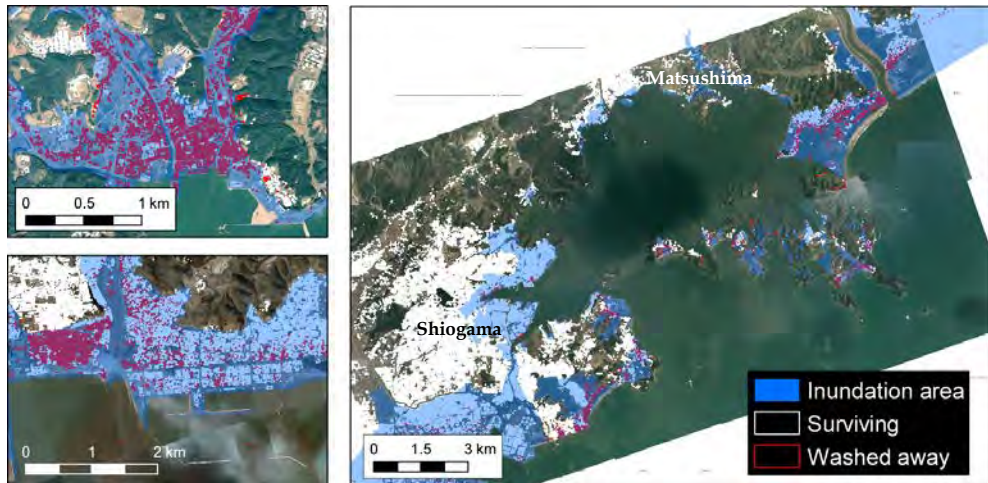 0 0.5 1 km
0 1 2 km
Matsushima
Shiogama
0 1.5 3 km
Inundation area
Surviving
Washed away